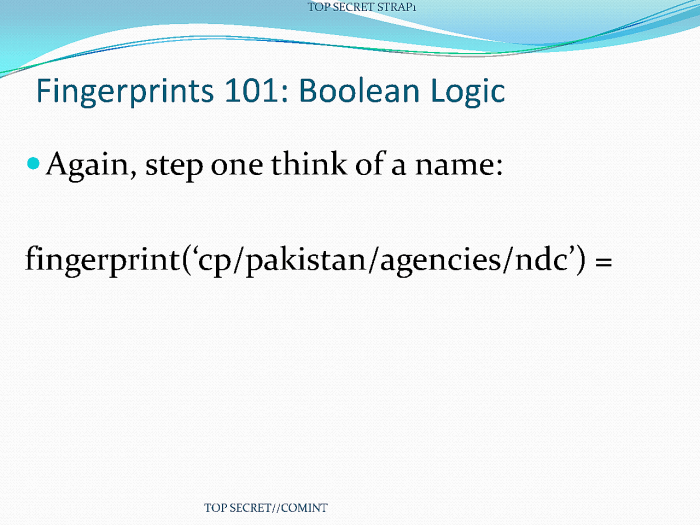 TOP SECRET STRAP1
Fingerprints 101: Boolean Logic
Again, step one think of a name:
fingerprint(‘cp/pakistan/agencies/ndc’) =
TOP SECRET//COMINT